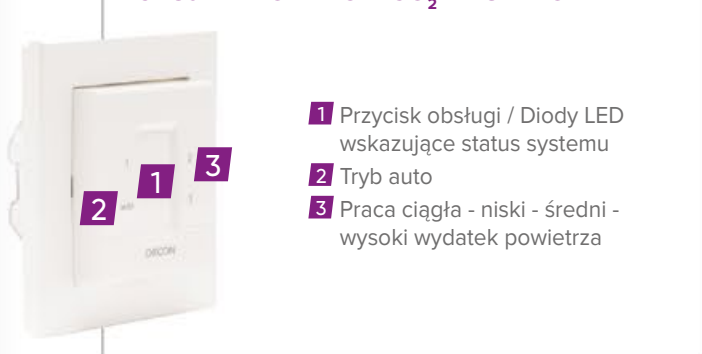 1 Przycisk obsługi / Diody LED
wskazujące status systemu
2 Tryb auto
3 Praca ciągła - niski - średni -
wysoki wydatek powietrza
3
1
2
DECON